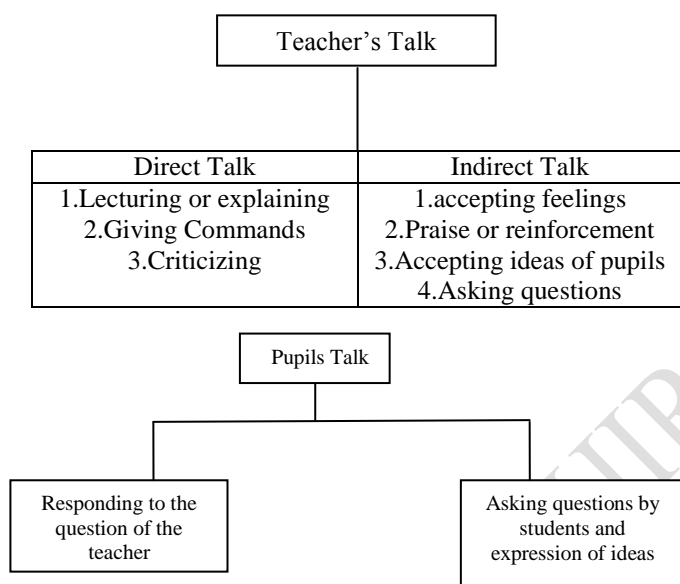 Teacher’s Talk
Direct Talk
1.Lecturing or explaining
2.Giving Commands
3.Criticizing
Indirect Talk
1.accepting feelings
2.Praise or reinforcement
3.Accepting ideas of pupils
4.Asking questions
Pupils Talk
Responding to the
question of the
teacher
Asking questions by
students and
expression of ideas